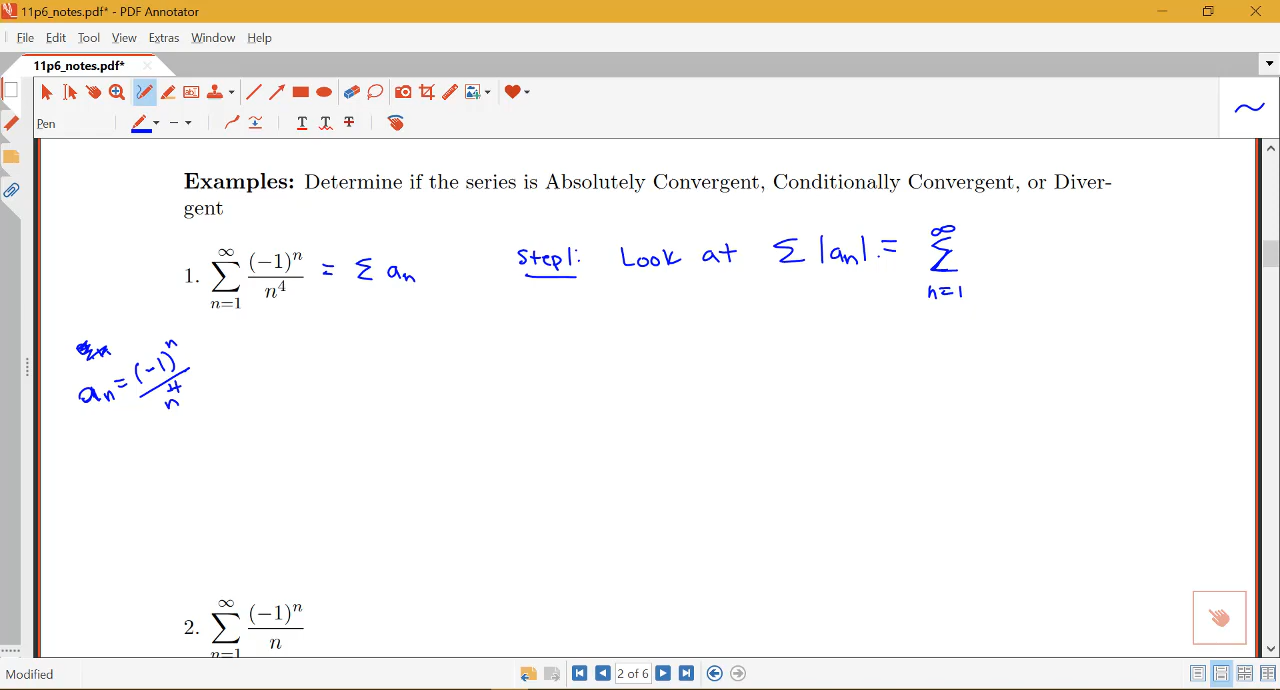 11p6_notes.pdf* - PDF Annotator
File Edit Tool View Extras Window Help
11p6_notes.pdf*
Pen
Examples: Determine if the series is Absolutely Convergent, Conditionally Convergent, or Diver-
gent
1. ∑_{n=1}^{∞} (-1)^n / n^4 = ∑ a_n
Step1: Look at ∑ |a_n| = ∑_{n=1}^{∞}
a_n = (-1)^n / n^4
2. ∑_{n=1}^{∞} (-1)^n / n
Modified
2 of 6